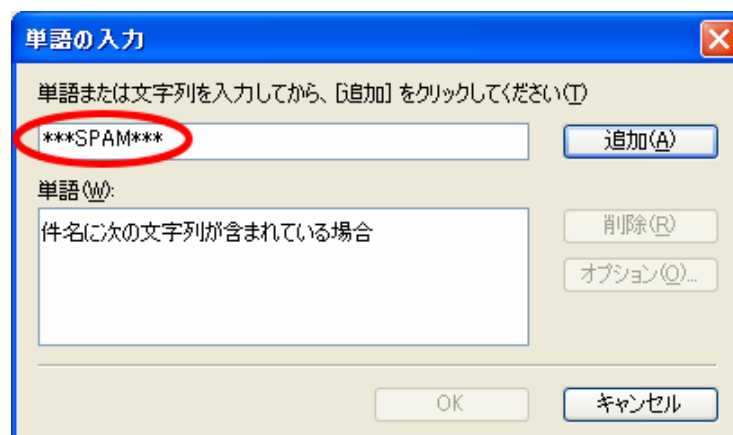 単語の入力
単語または文字列を入力してから、[追加] をクリックしてください(T)
***SPAM***
追加(A)
単語(W):
件名に次の文字列が含まれている場合
削除(R)
オプション(O)...
OK
キャンセル